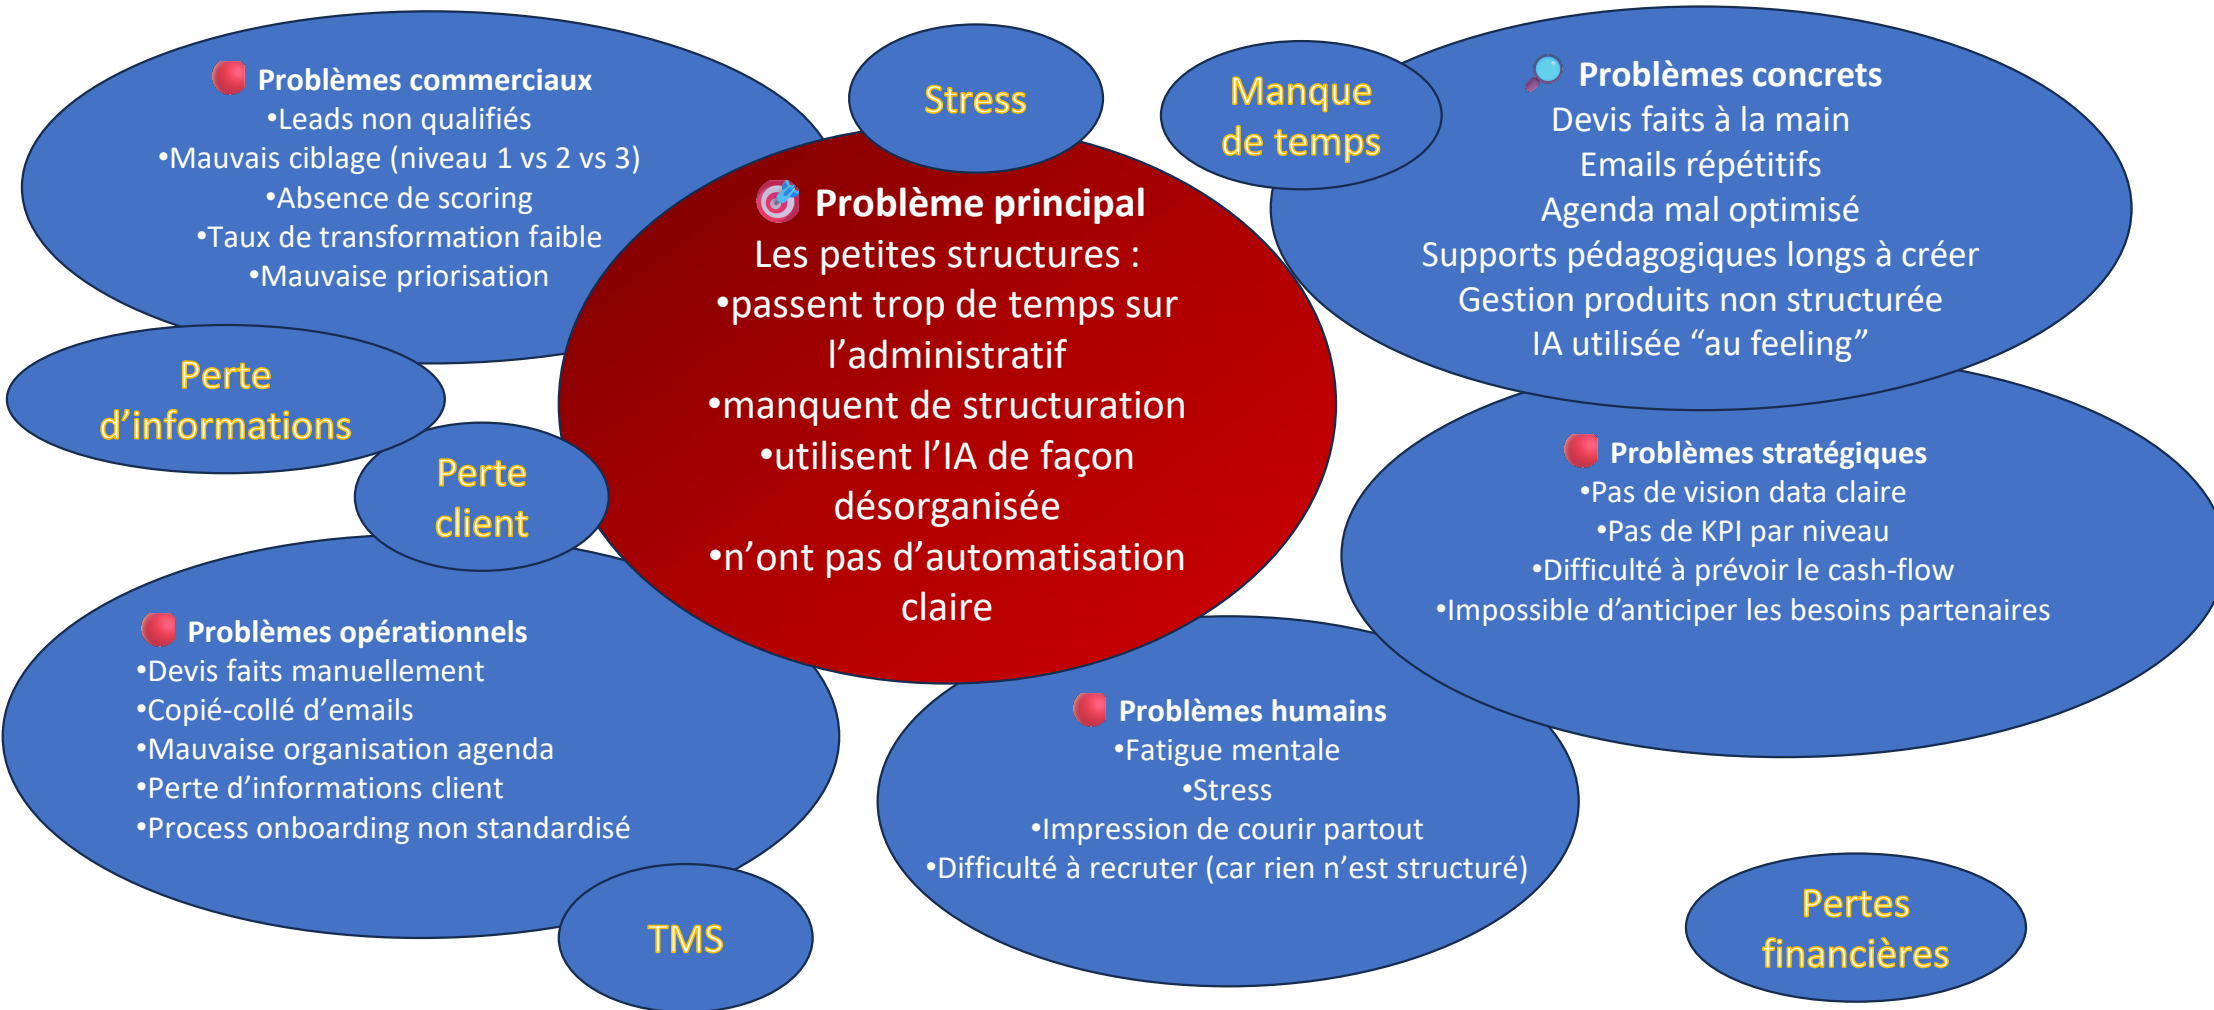 Problèmes commerciaux
•Leads non qualifiés
•Mauvais ciblage (niveau 1 vs 2 vs 3)
•Absence de scoring
•Taux de transformation faible
•Mauvaise priorisation
Stress
Manque
de temps
Problèmes concrets
Devis faits à la main
Emails répétitifs
Agenda mal optimisé
Supports pédagogiques longs à créer
Gestion produits non structurée
IA utilisée “au feeling”
Problème principal
Les petites structures :
•passent trop de temps sur
l’administratif
•manquent de structuration
•utilisent l’IA de façon
désorganisée
•n’ont pas d’automatisation
claire
Perte
d’informations
Perte
client
Problèmes stratégiques
•Pas de vision data claire
•Pas de KPI par niveau
•Difficulté à prévoir le cash-flow
•Impossible d’anticiper les besoins partenaires
Problèmes opérationnels
•Devis faits manuellement
•Copié-collé d’emails
•Mauvaise organisation agenda
•Perte d’informations client
•Process onboarding non standardisé
Problèmes humains
•Fatigue mentale
•Stress
•Impression de courir partout
•Difficulté à recruter (car rien n’est structuré)
TMS
Pertes
financières